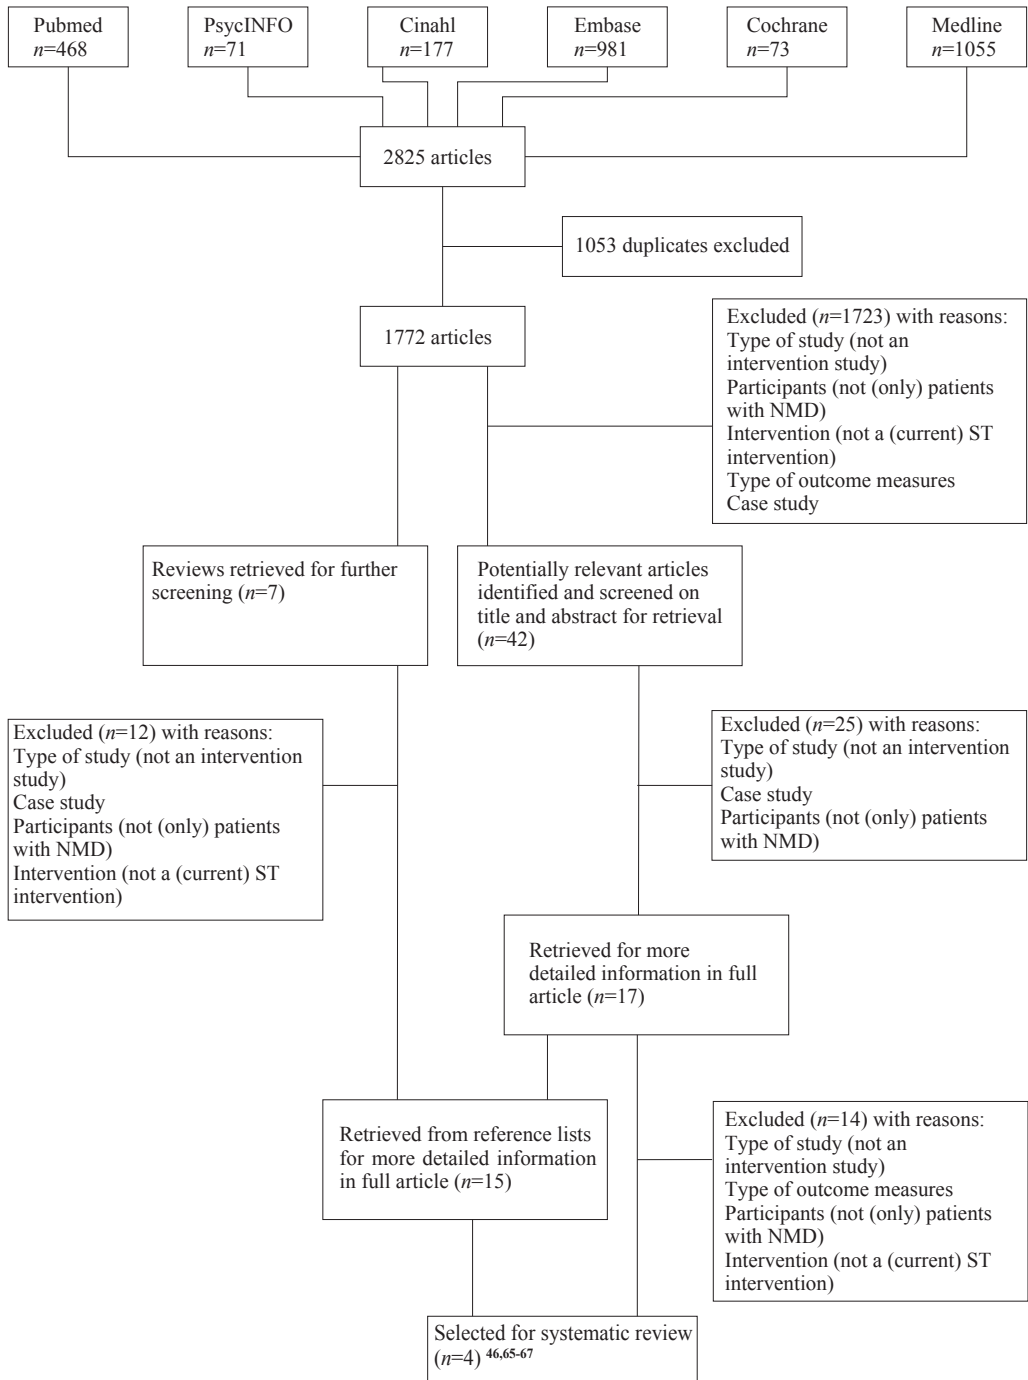 Pubmed
n=468
PsycINFO
n=71
Cinahl
n=177
Embase
n=981
Cochrane
n=73
Medline
n=1055
2825 articles
1053 duplicates excluded
1772 articles
Excluded (n=1723) with reasons:
Type of study (not an
intervention study)
Participants (not (only) patients
with NMD)
Intervention (not a (current) ST
intervention)
Type of outcome measures
Case study
Reviews retrieved for further
screening (n=7)
Potentially relevant articles
identified and screened on
title and abstract for retrieval
(n=42)
Excluded (n=12) with reasons:
Type of study (not an intervention
study)
Case study
Participants (not (only) patients
with NMD)
Intervention (not a (current) ST
intervention)
Excluded (n=25) with reasons:
Type of study (not an intervention
study)
Case study
Participants (not (only) patients
with NMD)
Retrieved for more
detailed information in full
article (n=17)
Retrieved from reference lists
for more detailed information
in full article (n=15)
Excluded (n=14) with reasons:
Type of study (not an
intervention study)
Type of outcome measures
Participants (not (only) patients
with NMD)
Intervention (not a (current) ST
intervention)
Selected for systematic review
(n=4) 46,65-67